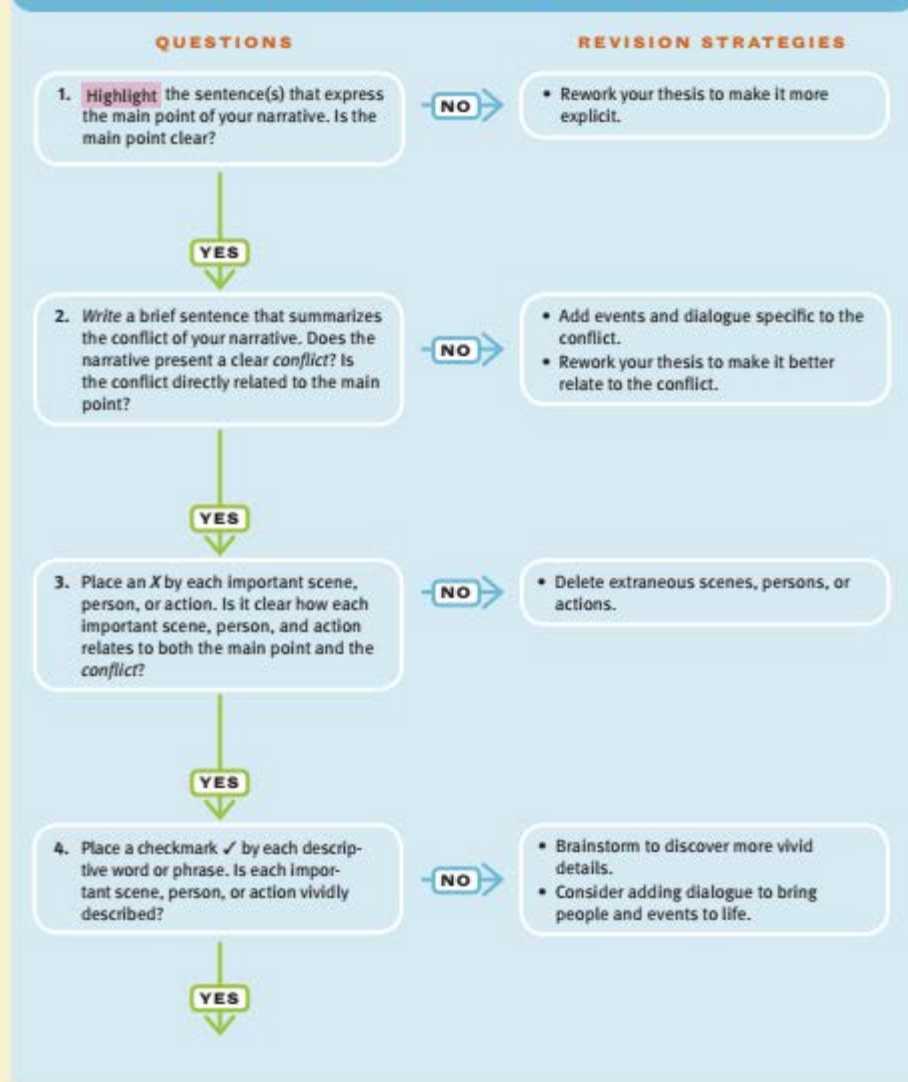 QUESTIONS
REVISION STRATEGIES
1. Highlight the sentence(s) that express
the main point of your narrative. Is the
main point clear?
NO
• Rework your thesis to make it more
explicit.
YES
2. Write a brief sentence that summarizes
the conflict of your narrative. Does the
narrative present a clear conflict? Is
the conflict directly related to the main
point?
NO
• Add events and dialogue specific to the
conflict.
• Rework your thesis to make it better
relate to the conflict.
YES
3. Place an X by each important scene,
person, or action. Is it clear how each
important scene, person, and action
relates to both the main point and the
conflict?
NO
• Delete extraneous scenes, persons, or
actions.
YES
4. Place a checkmark ✓ by each descrip-
tive word or phrase. Is each impor-
tant scene, person, or action vividly
described?
NO
• Brainstorm to discover more vivid
details.
• Consider adding dialogue to bring
people and events to life.
YES